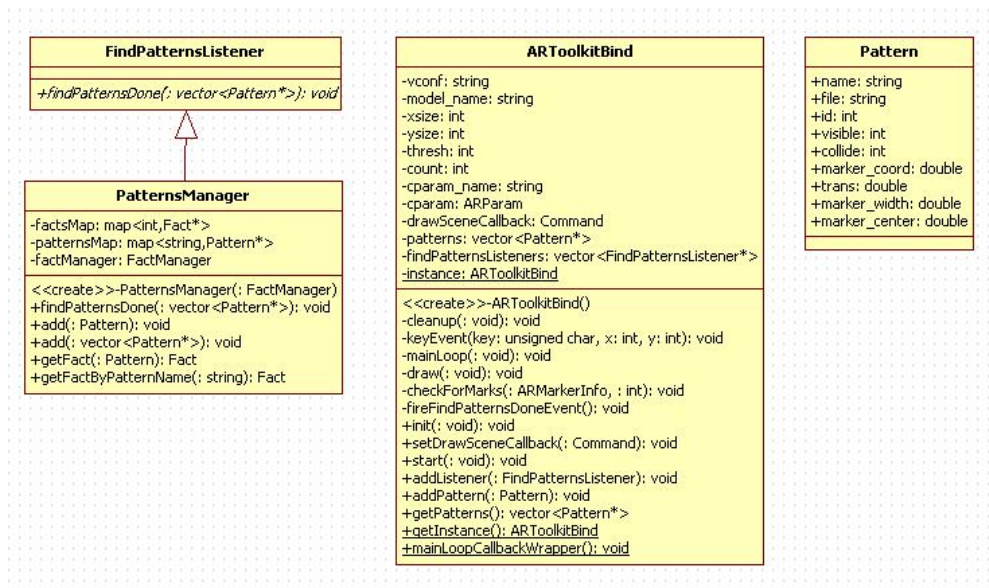 FindPatternsListener
+findPatternsDone(: vector<Pattern*>): void
PatternsManager
-factsMap: map<int,Fact*>
-patternsMap: map<string,Pattern*>
-factManager: FactManager
<<create>>-PatternsManager(: FactManager)
+findPatternsDone(: vector<Pattern*>): void
+add(: Pattern): void
+add(: vector<Pattern*>): void
+getFact(: Pattern): Fact
+getFactByPatternName(: string): Fact
ARToolkitBind
-vconf: string
-model_name: string
-xsize: int
-ysize: int
-thresh: int
-count: int
-cparam_name: string
-cparam: ARParam
-drawSceneCallback: Command
-patterns: vector<Pattern*>
-findPatternsListeners: vector<FindPatternsListener*>
-instance: ARToolkitBind
<<create>>-ARToolkitBind()
-cleanup(: void): void
-keyEvent(key: unsigned char, x: int, y: int): void
-mainLoop(: void): void
-draw(: void): void
-checkForMarks(: ARMarkerInfo, : int): void
-fireFindPatternsDoneEvent(): void
+init(: void): void
+setDrawSceneCallback(: Command): void
+start(: void): void
+addListener(: FindPatternsListener): void
+addPattern(: Pattern): void
+getPatterns(): vector<Pattern*>
+getInstance(): ARToolkitBind
+mainLoopCallbackWrapper(): void
Pattern
+name: string
+file: string
+id: int
+visible: int
+collide: int
+marker_coord: double
+trans: double
+marker_width: double
+marker_center: double